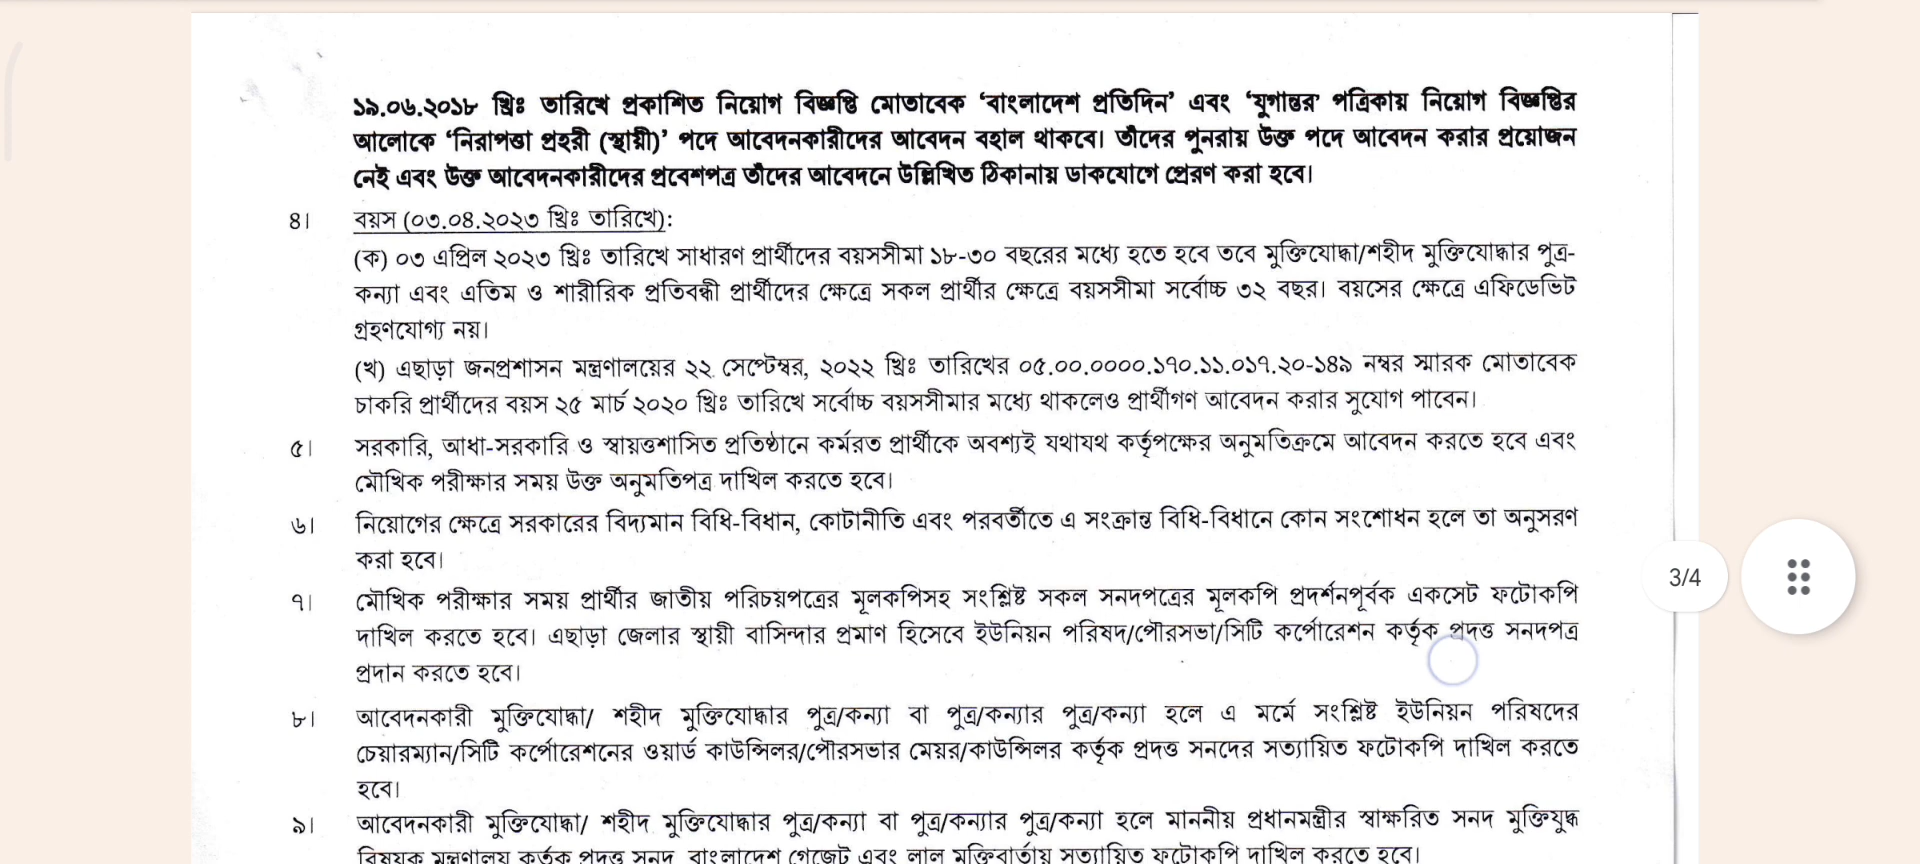 ১৯.০৬.২০১৮ খ্রিঃ তারিখে প্রকাশিত নিয়োগ বিজ্ঞপ্তি মোতাবেক ‘বাংলাদেশ প্রতিদিন’ এবং ‘যুগান্তর’ পত্রিকায় নিয়োগ বিজ্ঞপ্তির
আলোকে ‘নিরাপত্তা প্রহরী (স্থায়ী)’ পদে আবেদনকারীদের আবেদন বহাল থাকবে। তাঁদের পুনরায় উক্ত পদে আবেদন করার প্রয়োজন
নেই এবং উক্ত আবেদনকারীদের প্রবেশপত্র তাঁদের আবেদনে উল্লিখিত ঠিকানায় ডাকযোগে প্রেরণ করা হবে।
৪। বয়স (০৩.০৪.২০২৩ খ্রিঃ তারিখে):
(ক) ০৩ এপ্রিল ২০২৩ খ্রিঃ তারিখে সাধারণ প্রার্থীদের বয়সসীমা ১৮-৩০ বছরের মধ্যে হতে হবে তবে মুক্তিযোদ্ধা/শহীদ মুক্তিযোদ্ধার পুত্র-
কন্যা এবং এতিম ও শারীরিক প্রতিবন্ধী প্রার্থীদের ক্ষেত্রে সকল প্রার্থীর ক্ষেত্রে বয়সসীমা সর্বোচ্চ ৩২ বছর। বয়সের ক্ষেত্রে এফিডেভিট
গ্রহণযোগ্য নয়।
(খ) এছাড়া জনপ্রশাসন মন্ত্রণালয়ের ২২ সেপ্টেম্বর, ২০২২ খ্রিঃ তারিখের ০৫.০০.০০০০.১৭০.১১.০১৭.২০-১৪৯ নম্বর স্মারক মোতাবেক
চাকরি প্রার্থীদের বয়স ২৫ মার্চ ২০২০ খ্রিঃ তারিখে সর্বোচ্চ বয়সসীমার মধ্যে থাকলেও প্রার্থীগণ আবেদন করার সুযোগ পাবেন।
৫। সরকারি, আধা-সরকারি ও স্বায়ত্তশাসিত প্রতিষ্ঠানে কর্মরত প্রার্থীকে অবশ্যই যথাযথ কর্তৃপক্ষের অনুমতিক্রমে আবেদন করতে হবে এবং
মৌখিক পরীক্ষার সময় উক্ত অনুমতিপত্র দাখিল করতে হবে।
৬। নিয়োগের ক্ষেত্রে সরকারের বিদ্যমান বিধি-বিধান, কোটানীতি এবং পরবর্তীতে এ সংক্রান্ত বিধি-বিধানে কোন সংশোধন হলে তা অনুসরণ
করা হবে।
৭। মৌখিক পরীক্ষার সময় প্রার্থীর জাতীয় পরিচয়পত্রের মূলকপিসহ সংশ্লিষ্ট সকল সনদপত্রের মূলকপি প্রদর্শনপূর্বক একসেট ফটোকপি
দাখিল করতে হবে। এছাড়া জেলার স্থায়ী বাসিন্দার প্রমাণ হিসেবে ইউনিয়ন পরিষদ/পৌরসভা/সিটি কর্পোরেশন কর্তৃক প্রদত্ত সনদপত্র
প্রদান করতে হবে।
3/4
৮। আবেদনকারী মুক্তিযোদ্ধা/ শহীদ মুক্তিযোদ্ধার পুত্র/কন্যা বা পুত্র/কন্যার পুত্র/কন্যা হলে এ মর্মে সংশ্লিষ্ট ইউনিয়ন পরিষদের
চেয়ারম্যান/সিটি কর্পোরেশনের ওয়ার্ড কাউন্সিলর/পৌরসভার মেয়র/কাউন্সিলর কর্তৃক প্রদত্ত সনদের সত্যায়িত ফটোকপি দাখিল করতে
হবে।
৯। আবেদনকারী মুক্তিযোদ্ধা/ শহীদ মুক্তিযোদ্ধার পুত্র/কন্যা বা পুত্র/কন্যার পুত্র/কন্যা হলে মাননীয় প্রধানমন্ত্রীর স্বাক্ষরিত সনদ মুক্তিযুদ্ধ
বিষয়ক মন্ত্রণালয় কর্তৃক প্রদত্ত সনদ, বাংলাদেশ গেজেট এবং লাল মুক্তিবার্তায় সত্যায়িত ফটোকপি দাখিল করতে হবে।